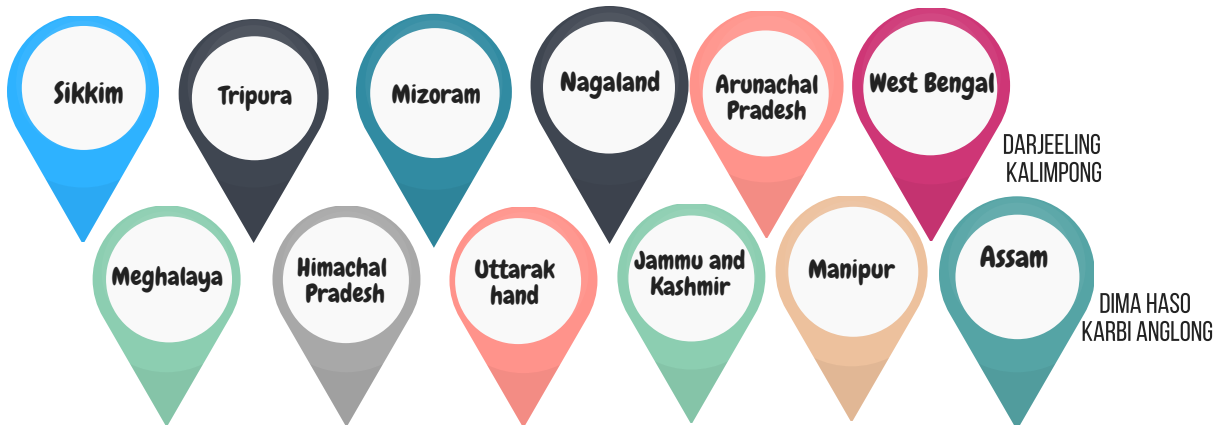 Sikkim
Tripura
Mizoram
Nagaland
Arunachal
Pradesh
West Bengal
DARJEELING
KALIMPONG
Meghalaya
Himachal
Pradesh
Uttarak
hand
Jammu and
Kashmir
Manipur
Assam
DIMA HASO
KARBI ANGLONG